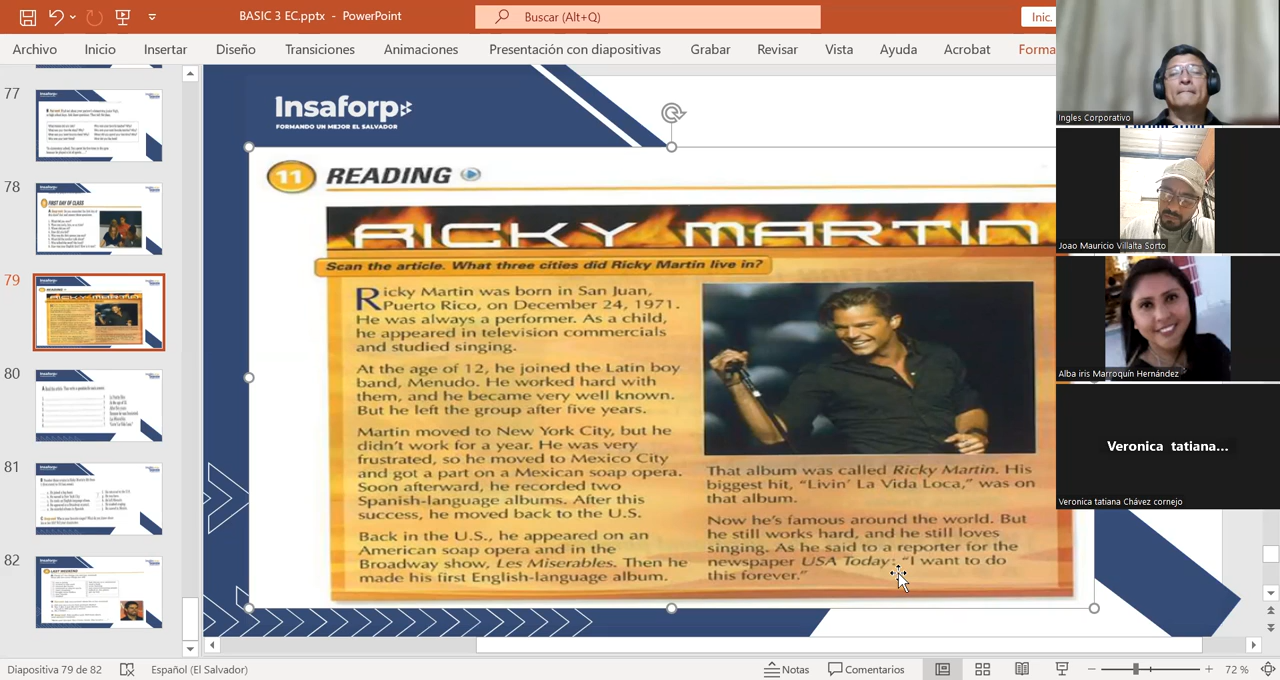 BASIC 3 EC.pptx - PowerPoint
Buscar (Alt+Q)
Inic.
Archivo Inicio Insertar Diseño Transiciones Animaciones Presentación con diapositivas Grabar Revisar Vista Ayuda Acrobat Forma
77
78
79
80
81
82
Insaforp
FORMANDO UN MEJOR EL SALVADOR
11 READING
RICKY MARTIN
Scan the article. What three cities did Ricky Martin live in?
Ricky Martin was born in San Juan,
Puerto Rico, on December 24, 1971.
He was always a performer. As a child,
he appeared in television commercials
and studied singing.
At the age of 12, he joined the Latin boy
band, Menudo. He worked hard with
them, and he became very well known.
But he left the group after five years.
Martin moved to New York City, but he
didn't work for a year. He was very
frustrated, so he moved to Mexico City
and got a part on a Mexican soap opera.
Soon afterward, he recorded two
Spanish-language albums. After this
success, he moved back to the U.S.
Back in the U.S., he appeared on an
American soap opera and in the
Broadway show, Les Miserables. Then he
made his first English-language album.
That album was called Ricky Martin. His
biggest hit, "Livin' La Vida Loca," was on
that album.
Now he's famous around the world. But
he still works hard, and he still loves
singing. As he said to a reporter for the
newspaper USA Today: "I want to do
this forever."
Ingles Corporativo
Joao Mauricio Villalta Sorto
Alba iris Marroquín Hernández
Veronica tatiana...
Veronica tatiana Chávez cornejo
Diapositiva 79 de 82
Español (El Salvador)
Notas
Comentarios
72 %